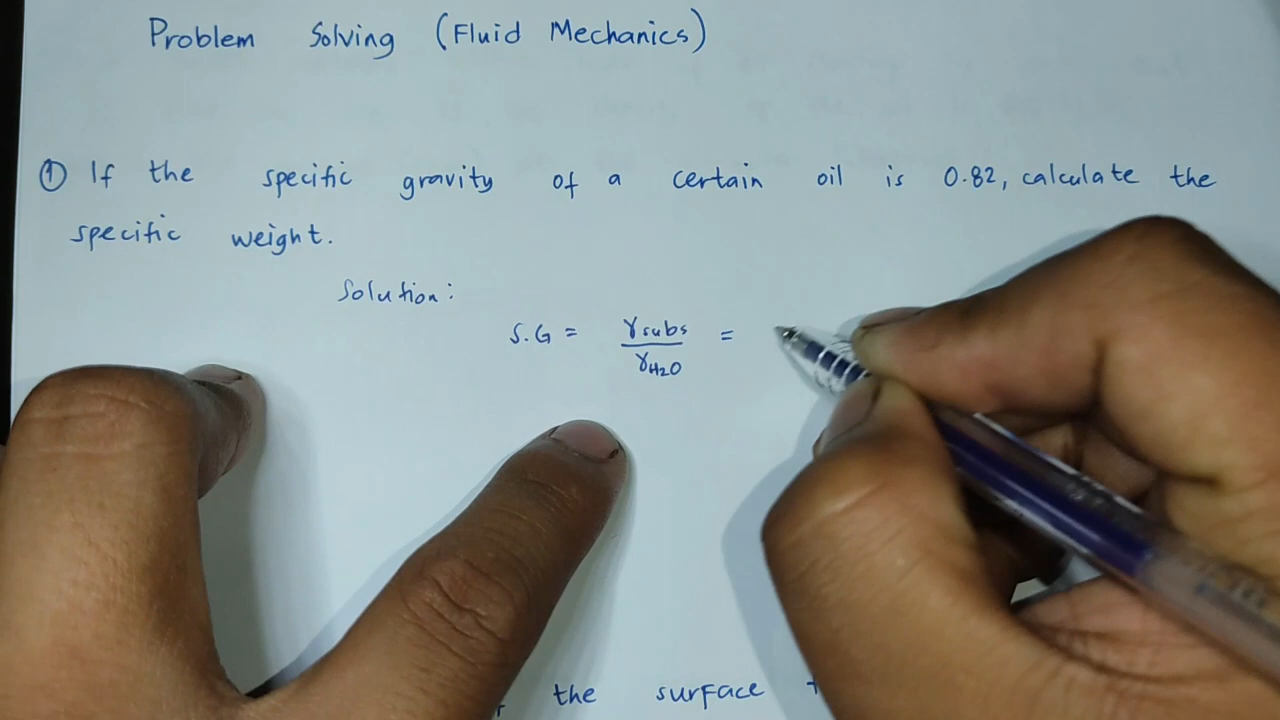 Problem Solving (Fluid Mechanics)
① If the specific gravity of a certain oil is 0.82, calculate the
specific weight.
Solution:
S.G = γsubs / γH2O =
the surface